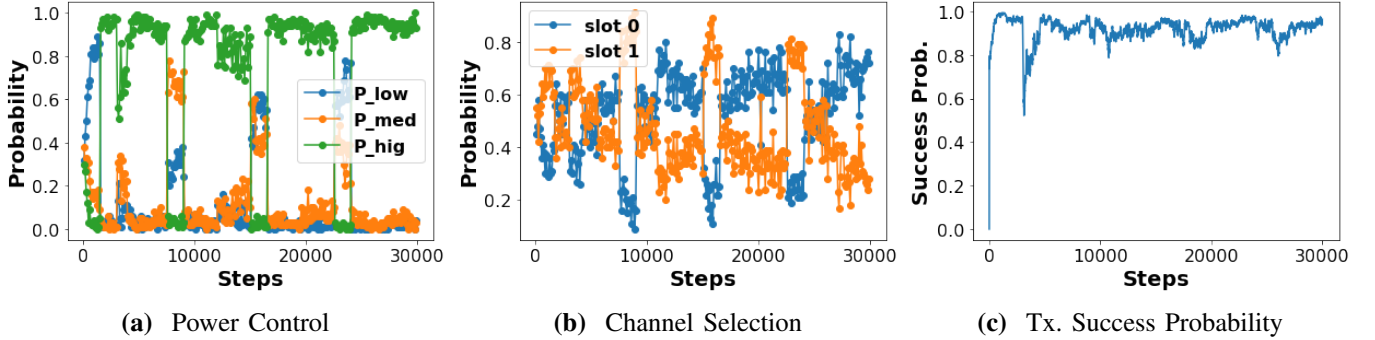 1.0
0.8
0.6
0.4
0.2
0.0
Probability
0
10000
20000
30000
Steps
P_low
P_med
P_hig
(a) Power Control
0.8
0.6
0.4
0.2
Probability
0
10000
20000
30000
Steps
slot 0
slot 1
(b) Channel Selection
1.0
0.8
0.6
0.4
0.2
0.0
Success Prob.
0
10000
20000
30000
Steps
(c) Tx. Success Probability